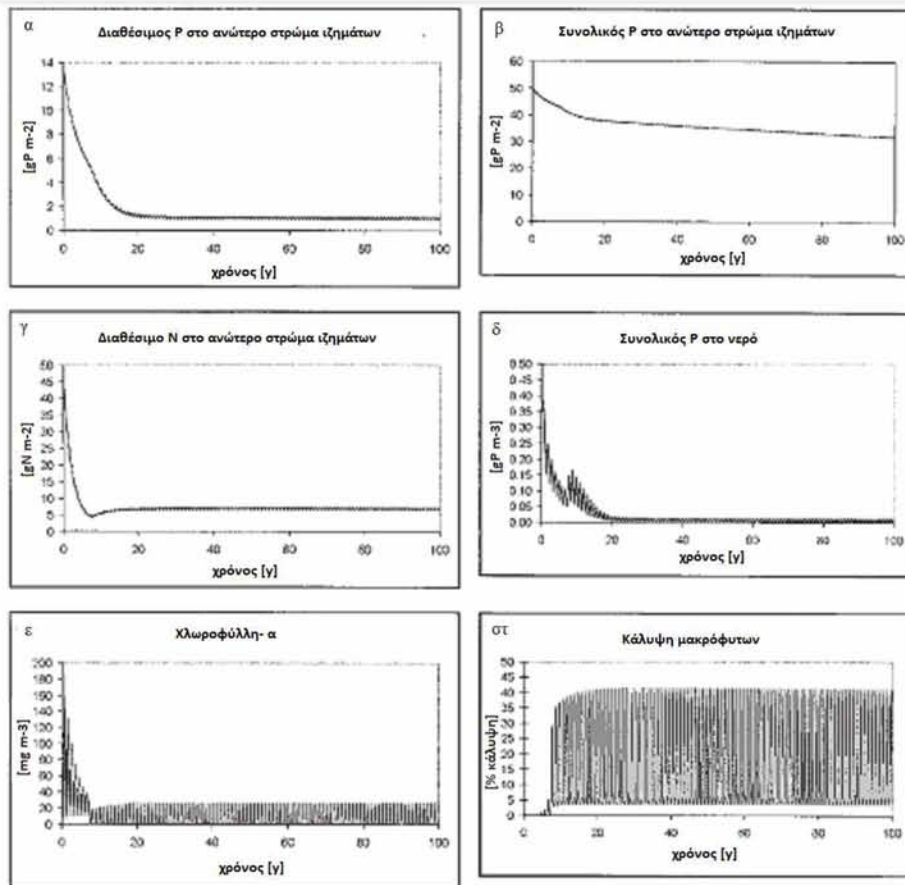 α
Διαθέσιμος P στο ανώτερο στρώμα ιζημάτων
[gP m-2]
14
12
10
8
6
4
2
0
0 20 40 60 80 100
χρόνος [y]
β
Συνολικός P στο ανώτερο στρώμα ιζημάτων
[gP m-2]
60
50
40
30
20
10
0
0 20 40 60 80 100
χρόνος [y]
γ
Διαθέσιμο N στο ανώτερο στρώμα ιζημάτων
[gN m-2]
50
45
40
35
30
25
20
15
10
5
0
0 20 40 60 80 100
χρόνος [y]
δ
Συνολικός P στο νερό
[gP m-3]
0.50
0.45
0.40
0.35
0.30
0.25
0.20
0.15
0.10
0.05
0.00
0 20 40 60 80 100
χρόνος [y]
ε
Χλωροφύλλη- α
[mg m-3]
200
180
160
140
120
100
80
60
40
20
0
0 20 40 60 80 100
χρόνος [y]
στ
Κάλυψη μακρόφυτων
[% κάλυψη]
50
45
40
35
30
25
20
15
10
5
0
0 20 40 60 80 100
χρόνος [y]